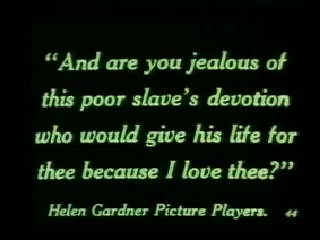 “And are you jealous of
this poor slave’s devotion
who would give his life for
thee because I love thee?”
Helen Gardner Picture Players. 44